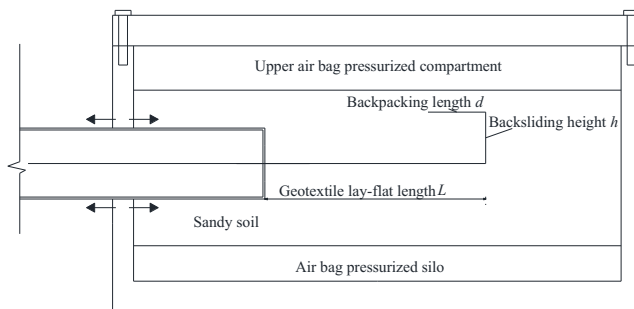 Upper air bag pressurized compartment
Backpacking length d
Backsliding height h
Geotextile lay-flat length L
Sandy soil
Air bag pressurized silo